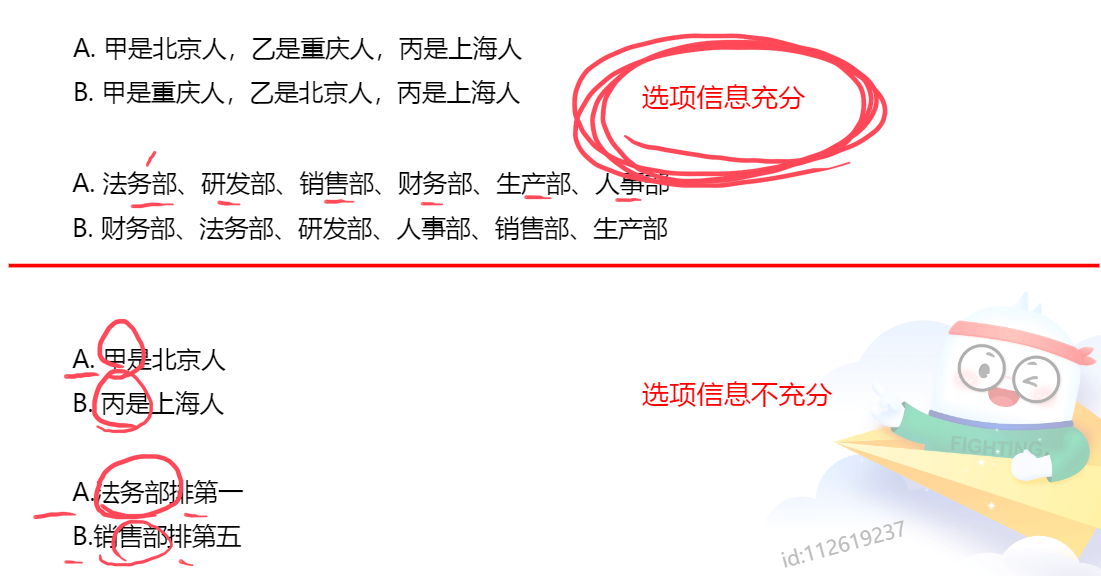 A. 甲是北京人，乙是重庆人，丙是上海人
B. 甲是重庆人，乙是北京人，丙是上海人
选项信息充分
A. 法务部、研发部、销售部、财务部、生产部、人事部
B. 财务部、法务部、研发部、人事部、销售部、生产部
A. 甲是北京人
B. 丙是上海人
选项信息不充分
A.法务部排第一
B.销售部排第五
FIGHTING
id:112619237